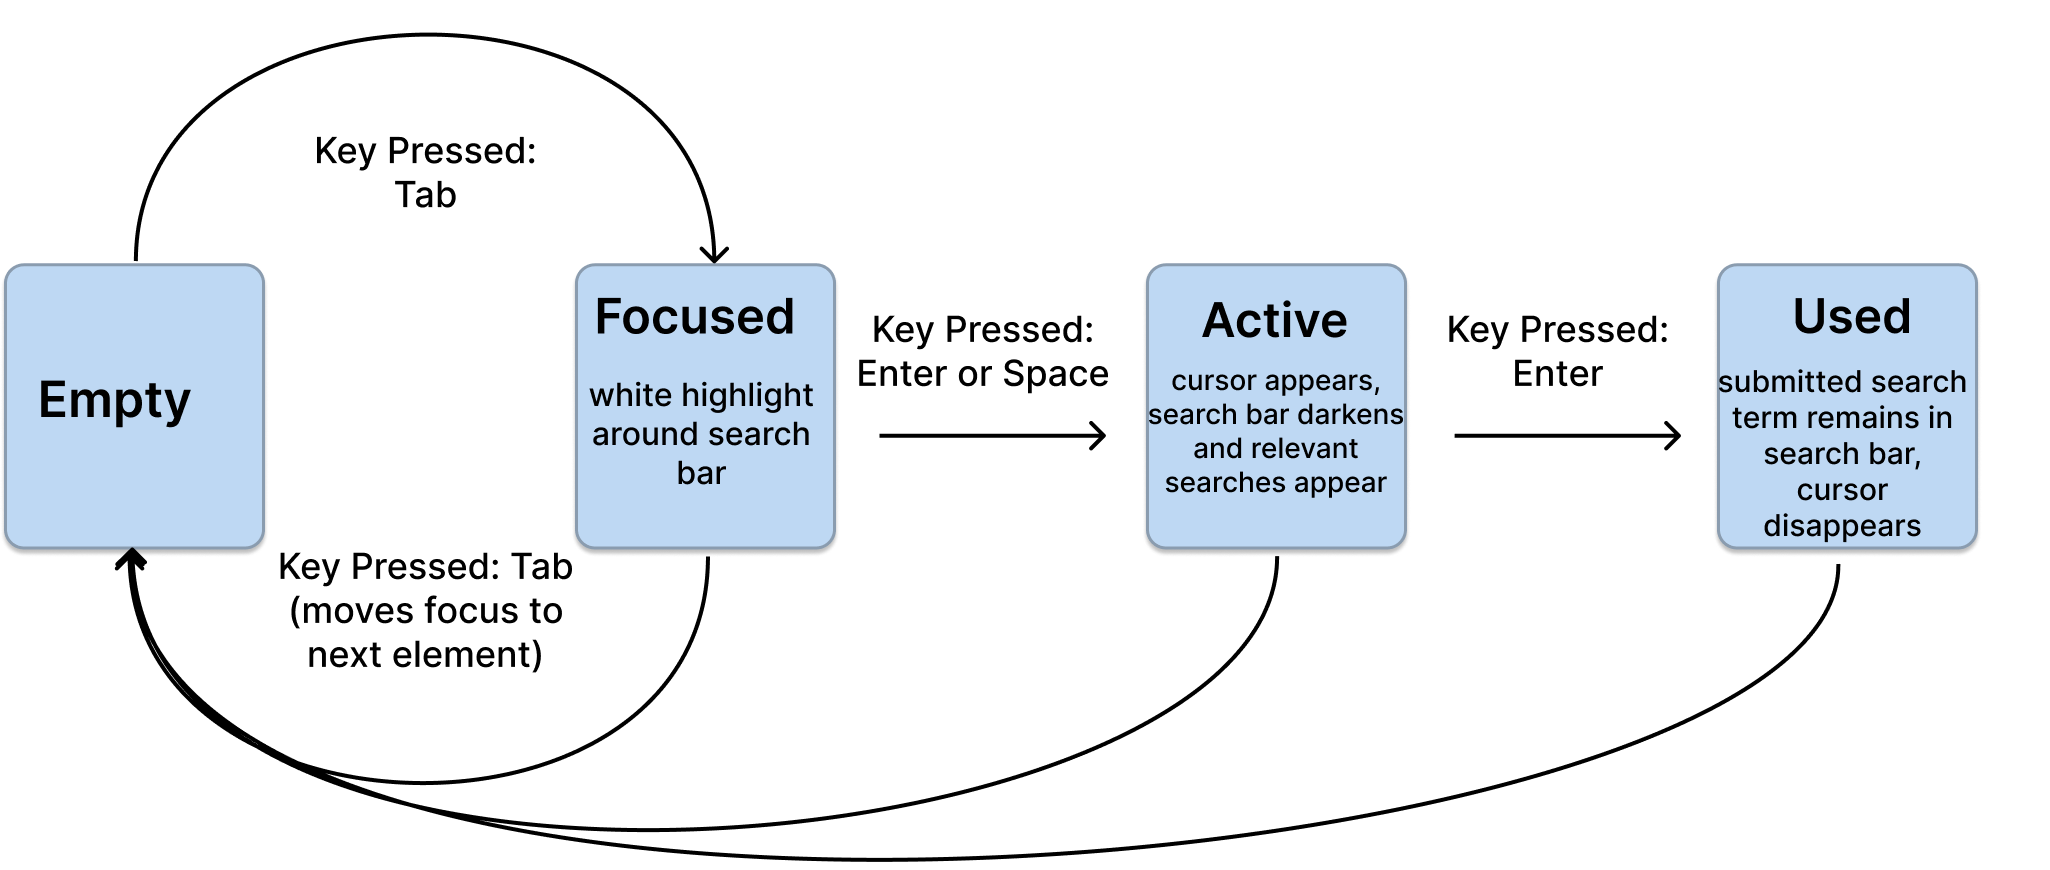 Key Pressed:
Tab
Empty
Focused
white highlight
around search
bar
Key Pressed:
Enter or Space
Active
cursor appears,
search bar darkens
and relevant
searches appear
Key Pressed:
Enter
Used
submitted search
term remains in
search bar,
cursor
disappears
Key Pressed: Tab
(moves focus to
next element)